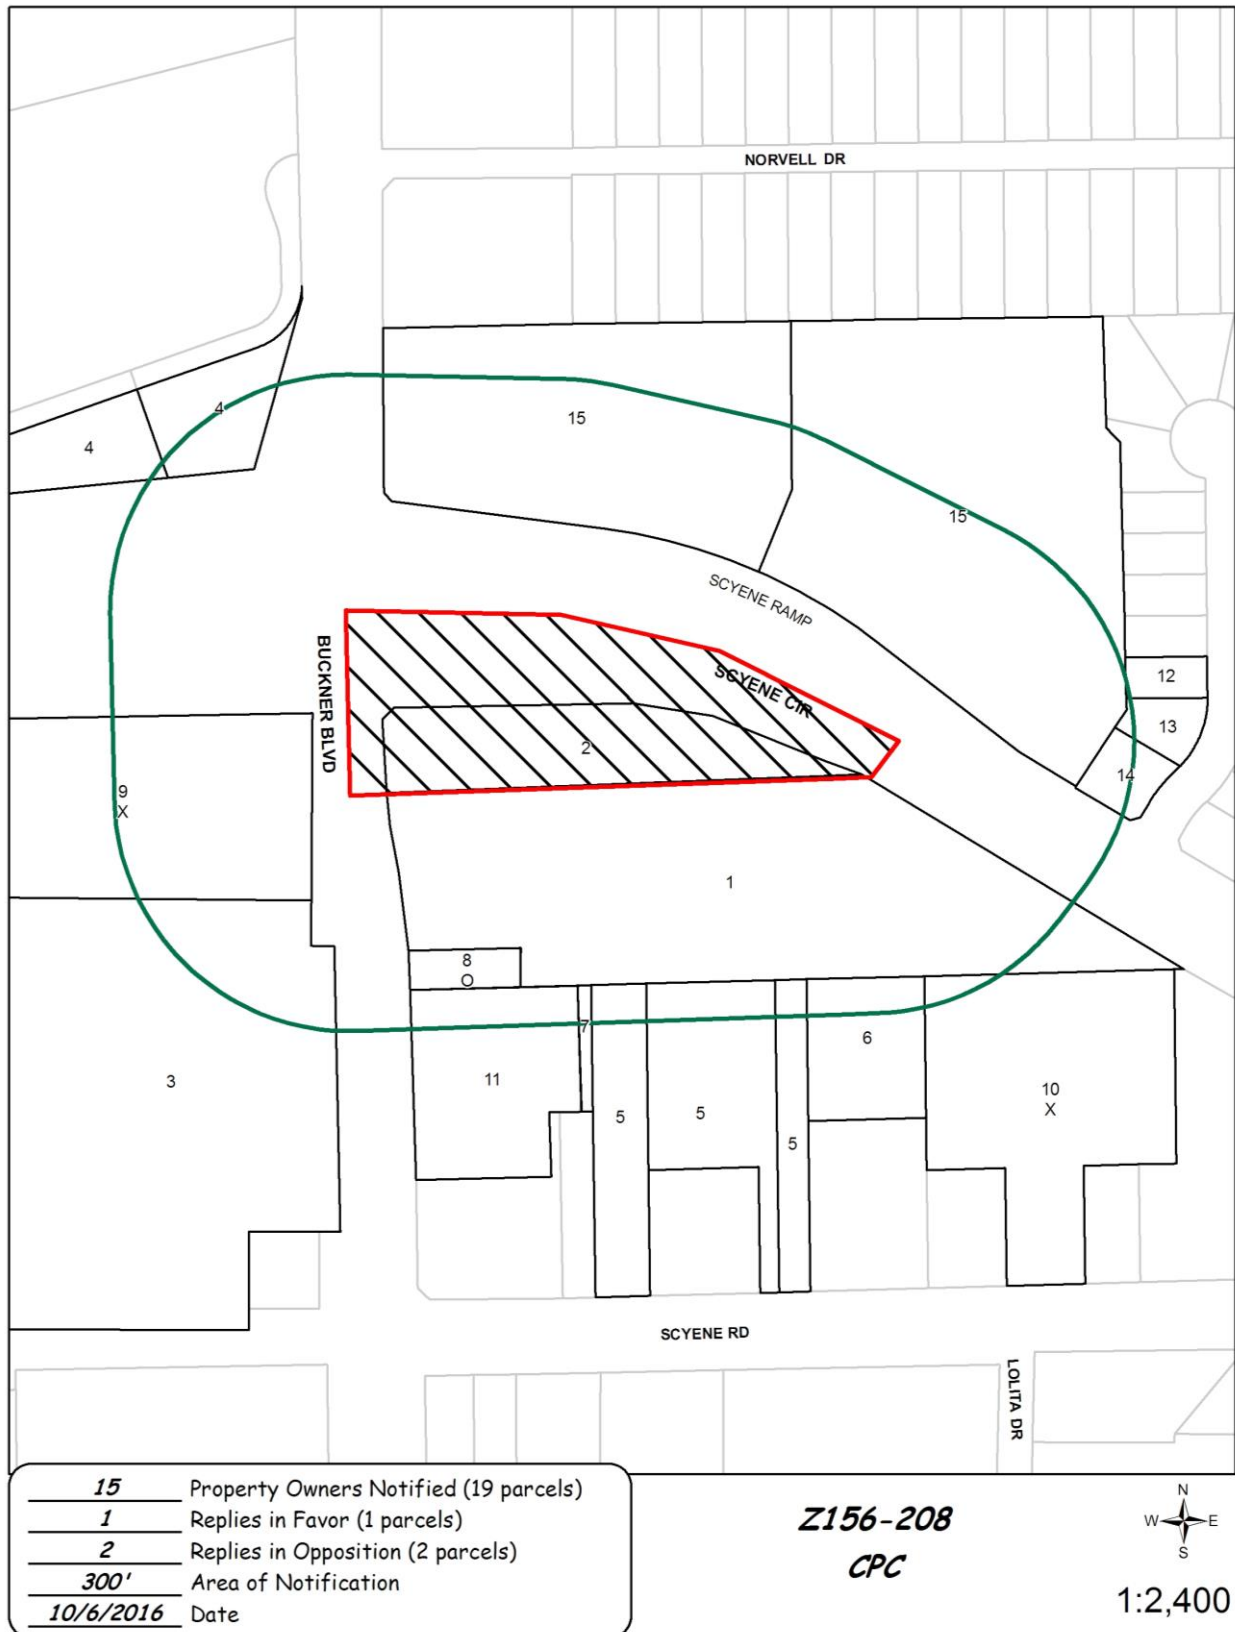 NORVELL DR
4
4
15
15
SCYENE RAMP
BUCKNER BLVD
SCYENE CIR
2
12
13
14
9
X
1
8
O
7
3
11
6
5
5
5
10
X
SCYENE RD
LOLITA DR
15 Property Owners Notified (19 parcels)
1 Replies in Favor (1 parcels)
2 Replies in Opposition (2 parcels)
300' Area of Notification
10/6/2016 Date
Z156-208
CPC
N
W E
S
1:2,400